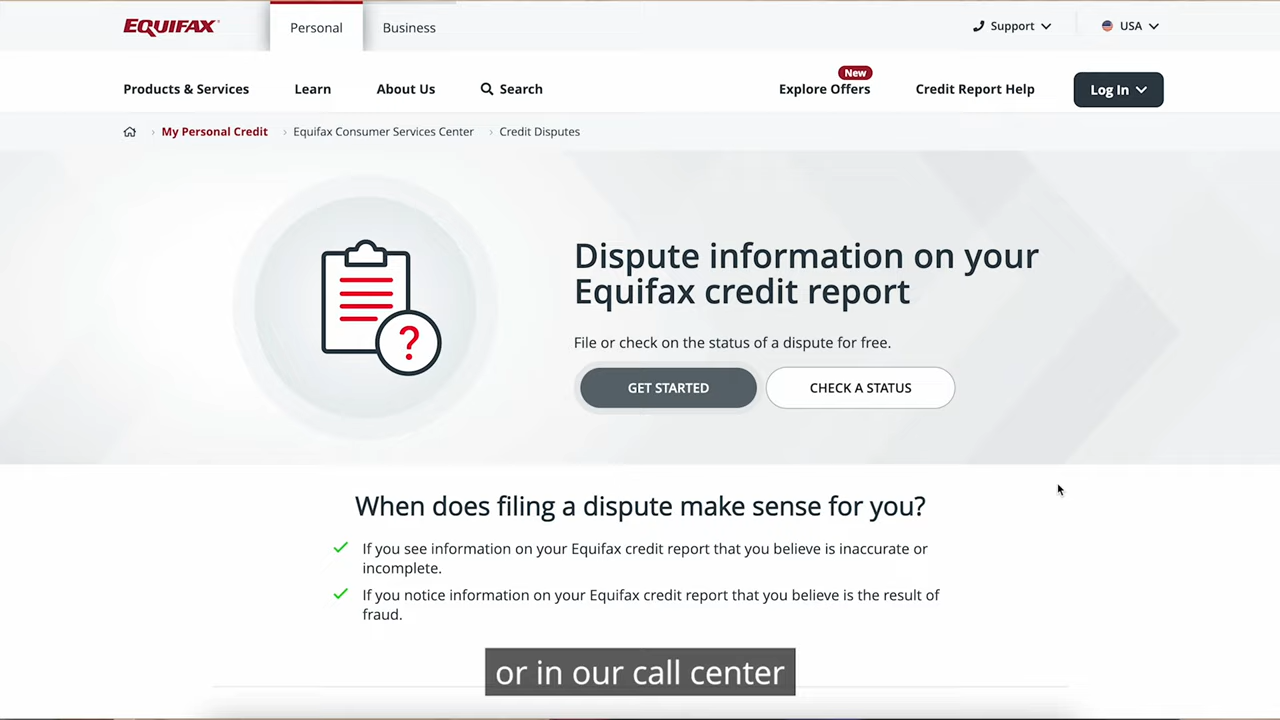 EQUIFAX
Personal
Business
Support
USA
Products & Services
Learn
About Us
Search
New
Explore Offers
Credit Report Help
Log In
My Personal Credit
Equifax Consumer Services Center
Credit Disputes
Dispute information on your
Equifax credit report
File or check on the status of a dispute for free.
GET STARTED
CHECK A STATUS
?
When does filing a dispute make sense for you?
If you see information on your Equifax credit report that you believe is inaccurate or
incomplete.
If you notice information on your Equifax credit report that you believe is the result of
fraud.
or in our call center